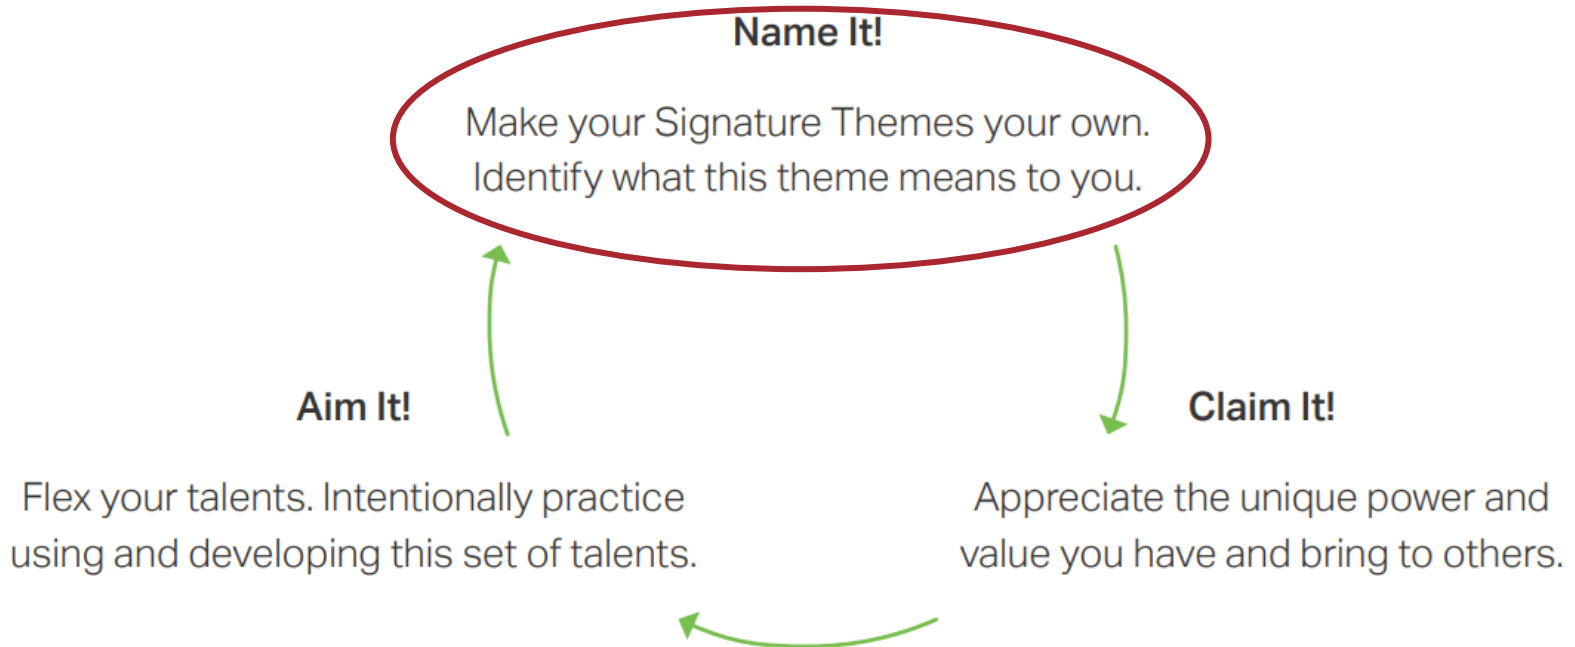 Name It!
Make your Signature Themes your own.
Identify what this theme means to you.
Aim It!
Flex your talents. Intentionally practice
using and developing this set of talents.
Claim It!
Appreciate the unique power and
value you have and bring to others.